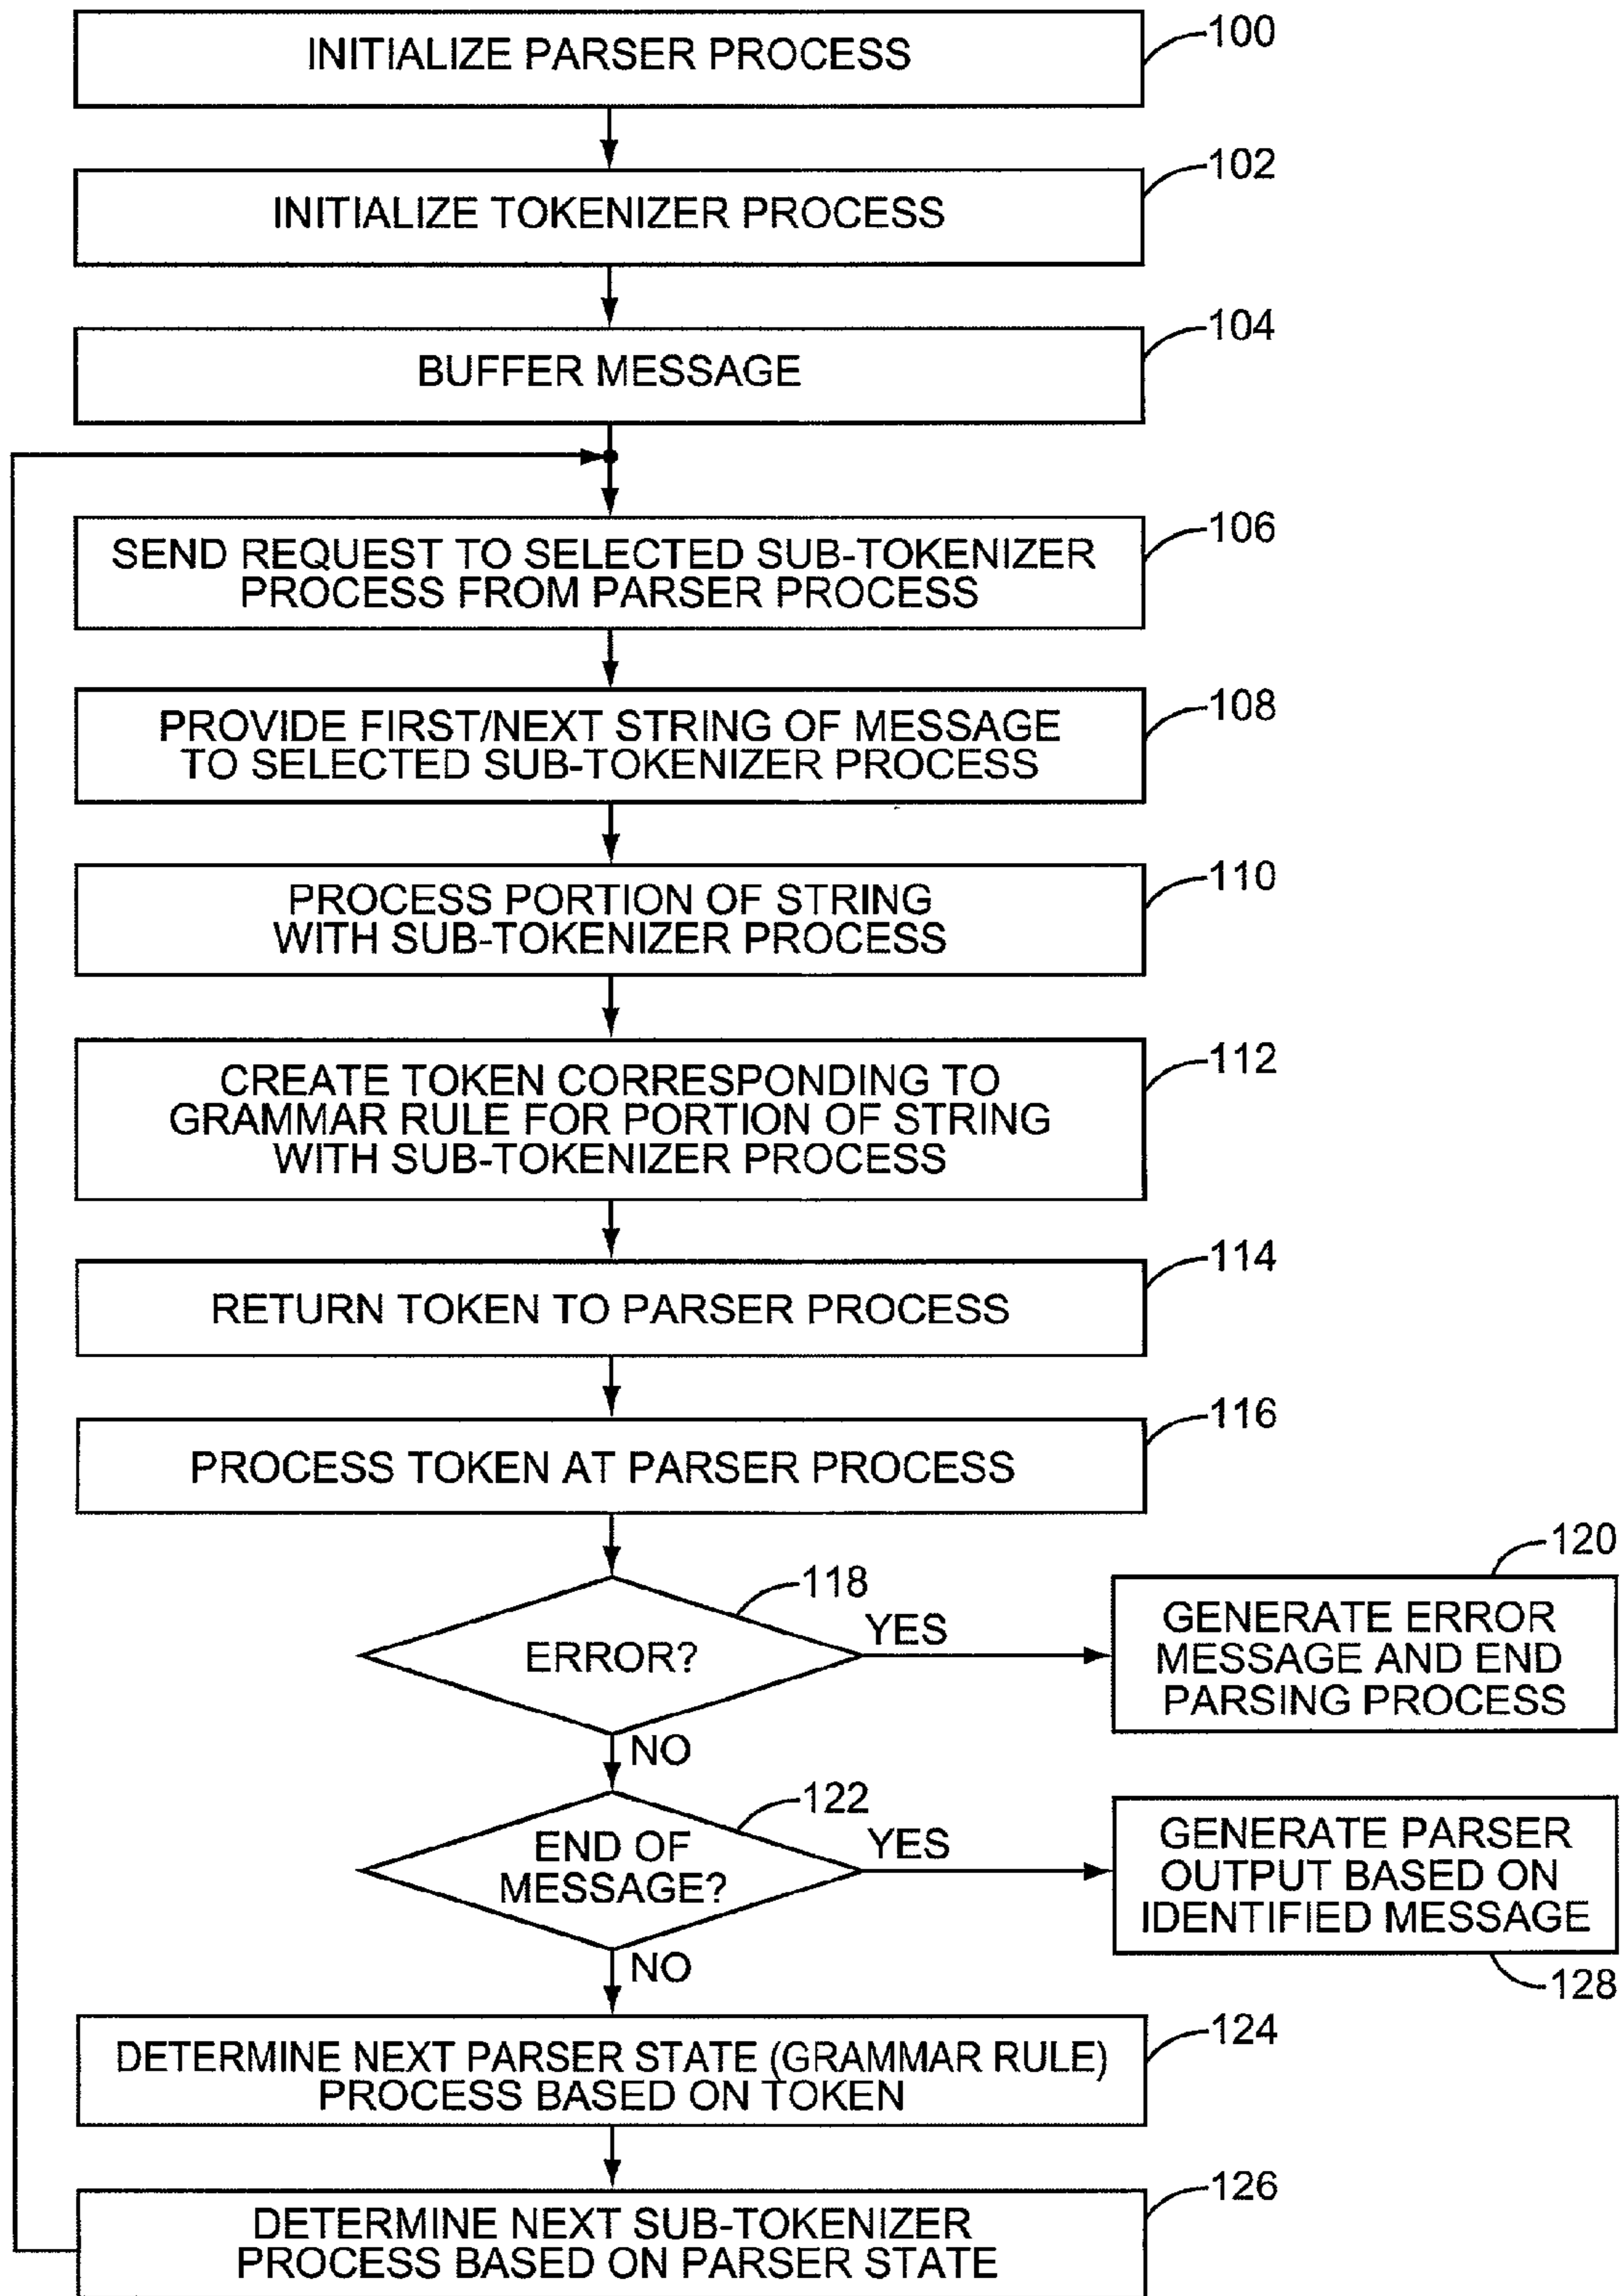 INITIALIZE PARSER PROCESS
100
INITIALIZE TOKENIZER PROCESS
102
BUFFER MESSAGE
104
SEND REQUEST TO SELECTED SUB-TOKENIZER
PROCESS FROM PARSER PROCESS
106
PROVIDE FIRST/NEXT STRING OF MESSAGE
TO SELECTED SUB-TOKENIZER PROCESS
108
PROCESS PORTION OF STRING
WITH SUB-TOKENIZER PROCESS
110
CREATE TOKEN CORRESPONDING TO
GRAMMAR RULE FOR PORTION OF STRING
WITH SUB-TOKENIZER PROCESS
112
RETURN TOKEN TO PARSER PROCESS
114
PROCESS TOKEN AT PARSER PROCESS
116
ERROR?
118
YES
NO
GENERATE ERROR
MESSAGE AND END
PARSING PROCESS
120
END OF
MESSAGE?
122
YES
NO
GENERATE PARSER
OUTPUT BASED ON
IDENTIFIED MESSAGE
128
DETERMINE NEXT PARSER STATE (GRAMMAR RULE)
PROCESS BASED ON TOKEN
124
DETERMINE NEXT SUB-TOKENIZER
PROCESS BASED ON PARSER STATE
126